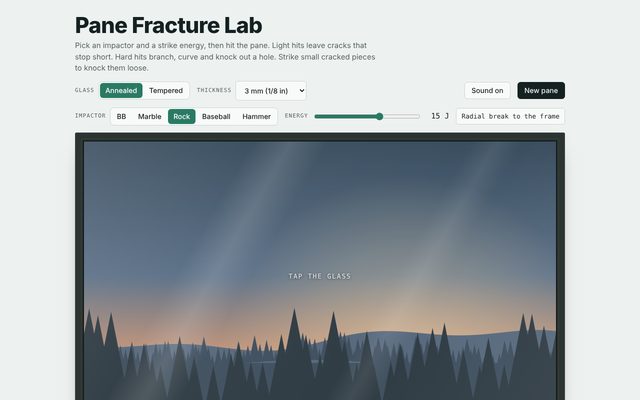 Pane Fracture Lab
Pick an impactor and a strike energy, then hit the pane. Light hits leave cracks that
stop short. Hard hits branch, curve and knock out a hole. Strike small cracked pieces
to knock them loose.
GLASS Annealed Tempered THICKNESS 3 mm (1/8 in) Sound on New pane
IMPACTOR BB Marble Rock Baseball Hammer ENERGY 15 J Radial break to the frame
TAP THE GLASS